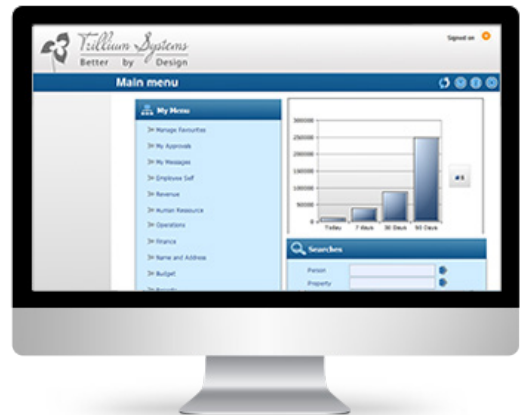 Trillium Systems
Better by Design
Signed on
Main menu
My Menu
Manage Favourites
My Approvals
My Messages
Employee Self
Revenue
Human Ressource
Operations
Finance
Name and Address
Budget
300000
250000
200000
150000
100000
50000
0
Today 7 days 30 Days 90 Days
Searches
Person
Property